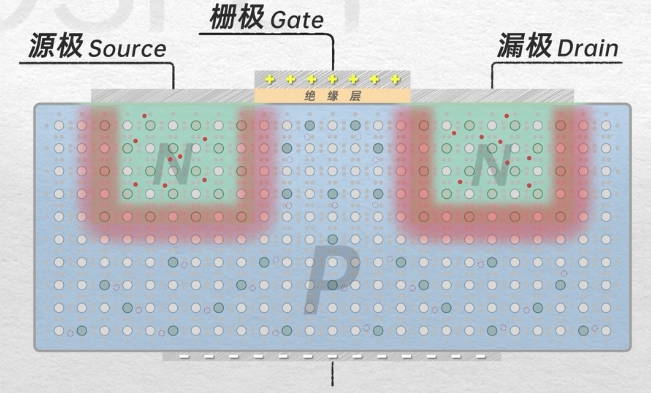 栅极 Gate
源极 Source
漏极 Drain
+ + + + + + +
绝 缘 层
N
N
P